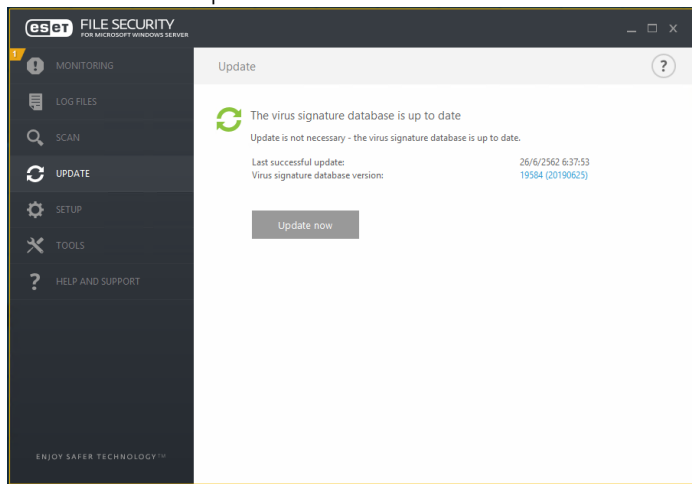 eset FILE SECURITY
FOR MICROSOFT WINDOWS SERVER
1
MONITORING
LOG FILES
SCAN
UPDATE
SETUP
TOOLS
HELP AND SUPPORT
ENJOY SAFER TECHNOLOGY™
Update
?
The virus signature database is up to date
Update is not necessary - the virus signature database is up to date.
Last successful update: 26/6/2562 6:37:53
Virus signature database version: 19584 (20190625)
Update now